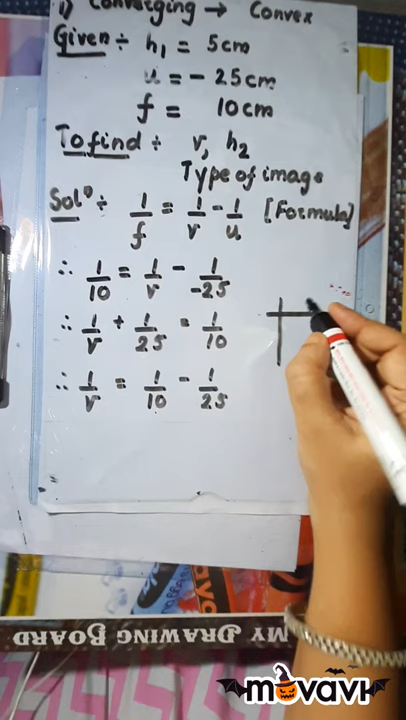 1) Converging → Convex
Given ÷ h₁ = 5cm
u = - 25cm
f = 10cm
To find ÷ v, h₂
Type of image
Solⁿ ÷ 1/f = 1/v - 1/u [Formula]
∴ 1/10 = 1/v - 1/-25
∴ 1/v + 1/25 = 1/10
∴ 1/v = 1/10 - 1/25
MY DRAWING BOARD
movavi